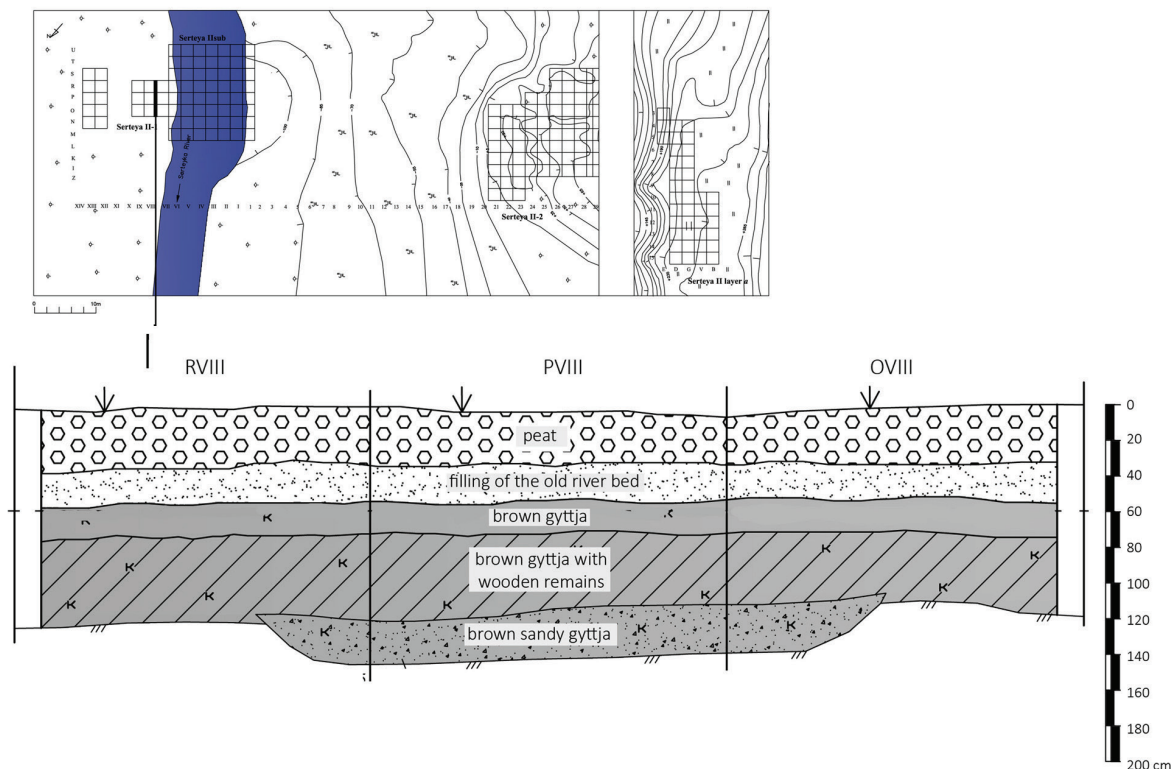 Serteya IIsub
U
T
S
R
P
O
N
M
L
K
I
Z
Serteya II-1
Serteyka River
XIV XIII XII XI X IX VIII VII VI V IV III II I 1 2 3 4 5 6 7 8 9 10 11 12 13 14 15 16 17 18 19 20 21 22 23 24 25 26 27 28 29
Serteya II-2
D G V B
Serteya II layer a
0 10m
RVIII PVIII OVIII
peat
filling of the old river bed
brown gyttja
brown gyttja with
wooden remains
brown sandy gyttja
0
20
40
60
80
100
120
140
160
180
200 cm